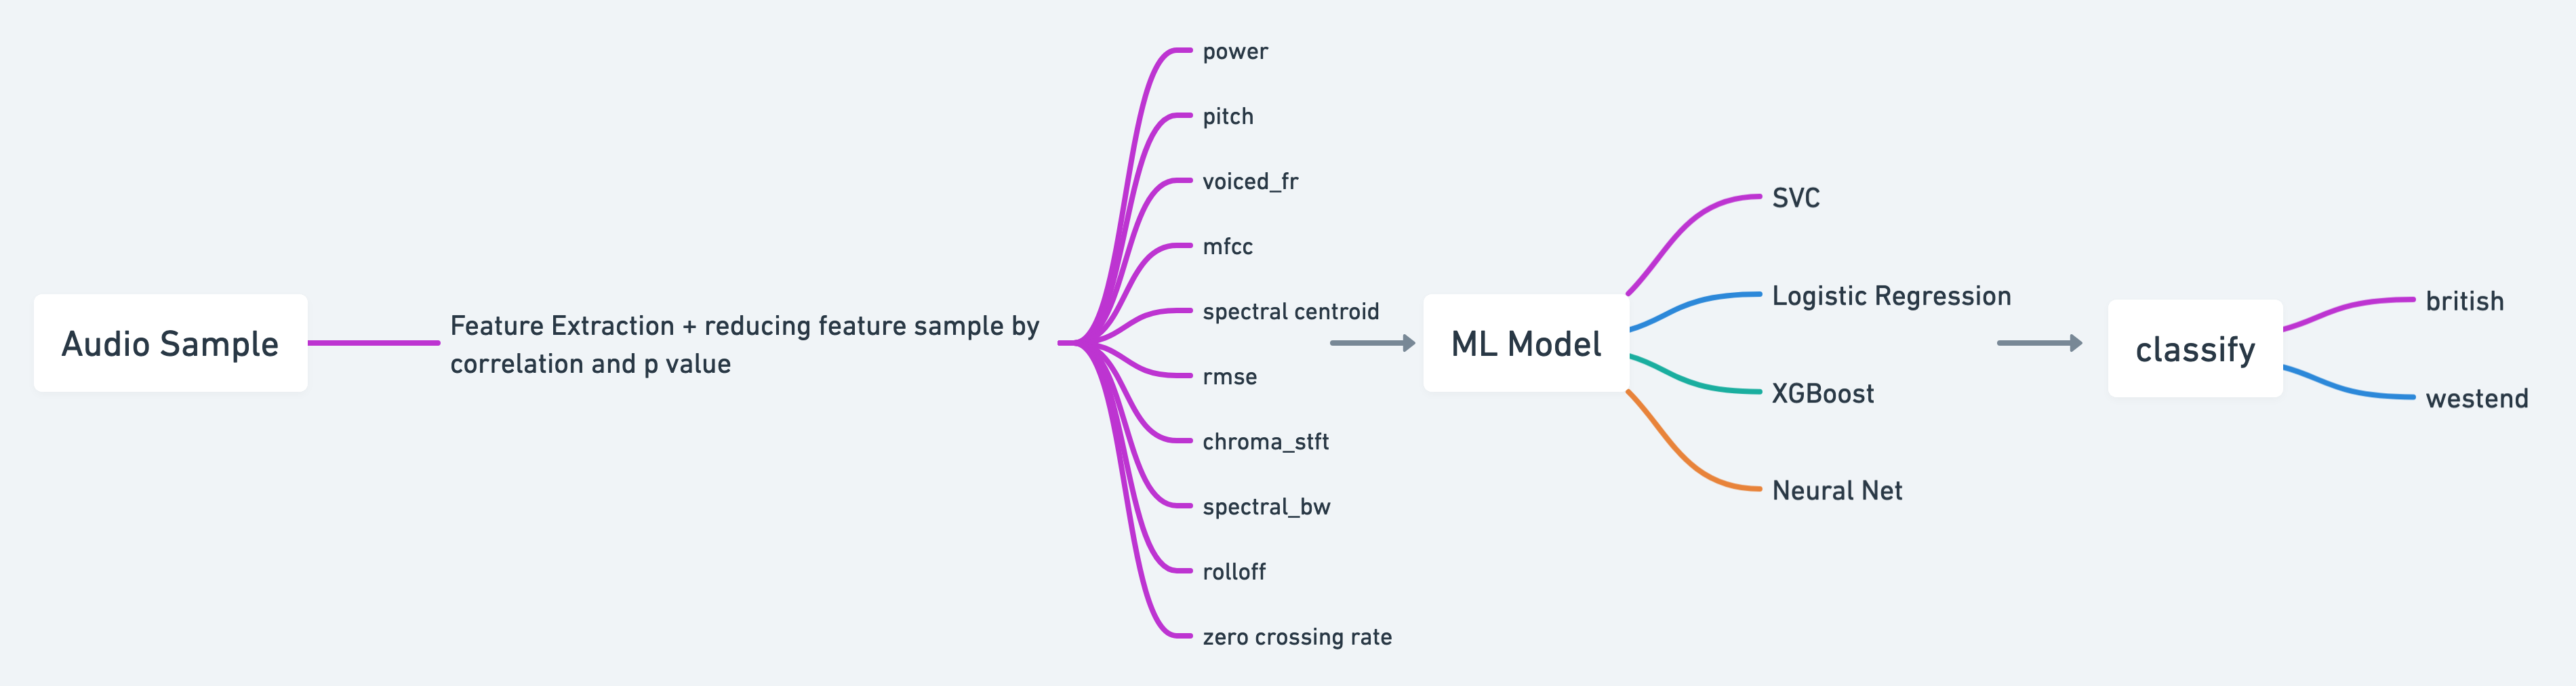 Audio Sample
Feature Extraction + reducing feature sample by
correlation and p value
power
pitch
voiced_fr
mfcc
spectral centroid
rmse
chroma_stft
spectral_bw
rolloff
zero crossing rate
ML Model
SVC
Logistic Regression
XGBoost
Neural Net
classify
british
westend